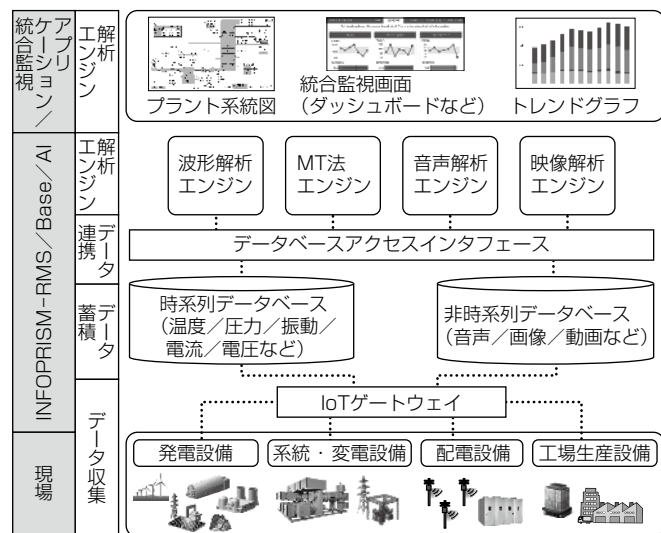 アプリ
ケーション／
統合監視
解析
エンジン
プラント系統図
統合監視画面
（ダッシュボードなど）
トレンドグラフ
INFOPRISM-RMS／Base／AI
解析
エンジン
波形解析
エンジン
MT法
エンジン
音声解析
エンジン
映像解析
エンジン
データ
連携
データベースアクセスインタフェース
データ
蓄積
時系列データベース
（温度／圧力／振動／
電流／電圧など）
非時系列データベース
（音声／画像／動画など）
データ収集
IoTゲートウェイ
現場
発電設備
系統・変電設備
配電設備
工場生産設備